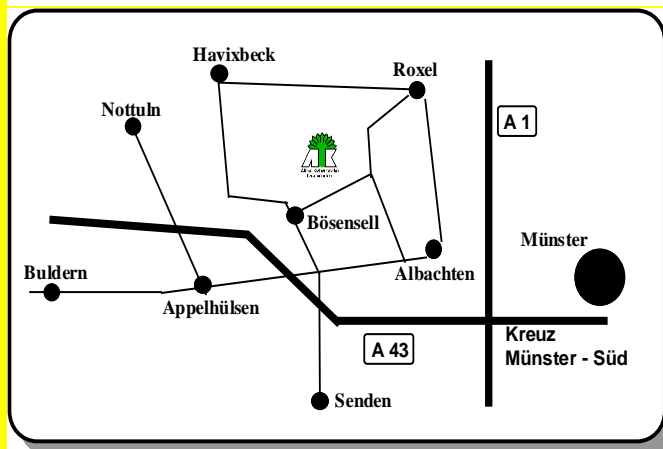 Havixbeck
Roxel
Nottuln
A 1
Bösensell
Münster
Buldern
Albachten
Appelhülsen
Kreuz
Münster - Süd
A 43
Senden